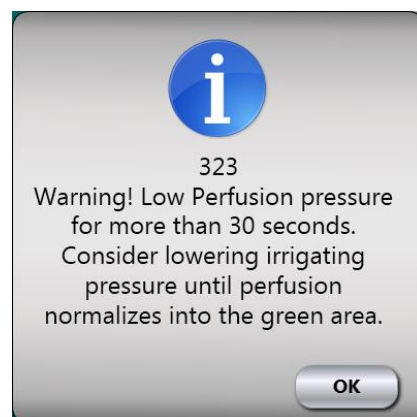 323
Warning! Low Perfusion pressure
for more than 30 seconds.
Consider lowering irrigating
pressure until perfusion
normalizes into the green area.
OK